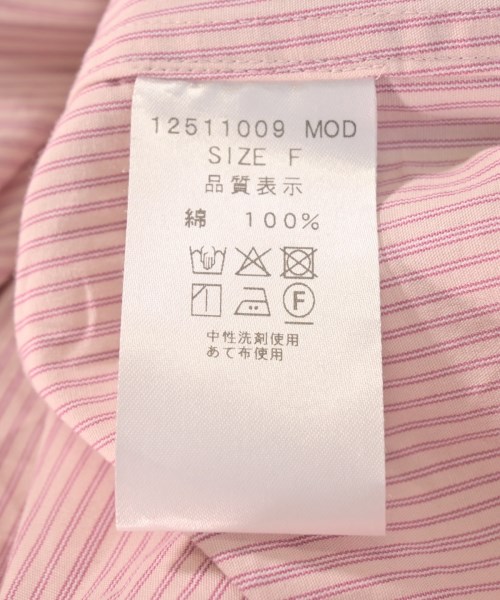 12511009 MOD
SIZE F
品質表示
綿 100%
F
中性洗剤使用
あて布使用